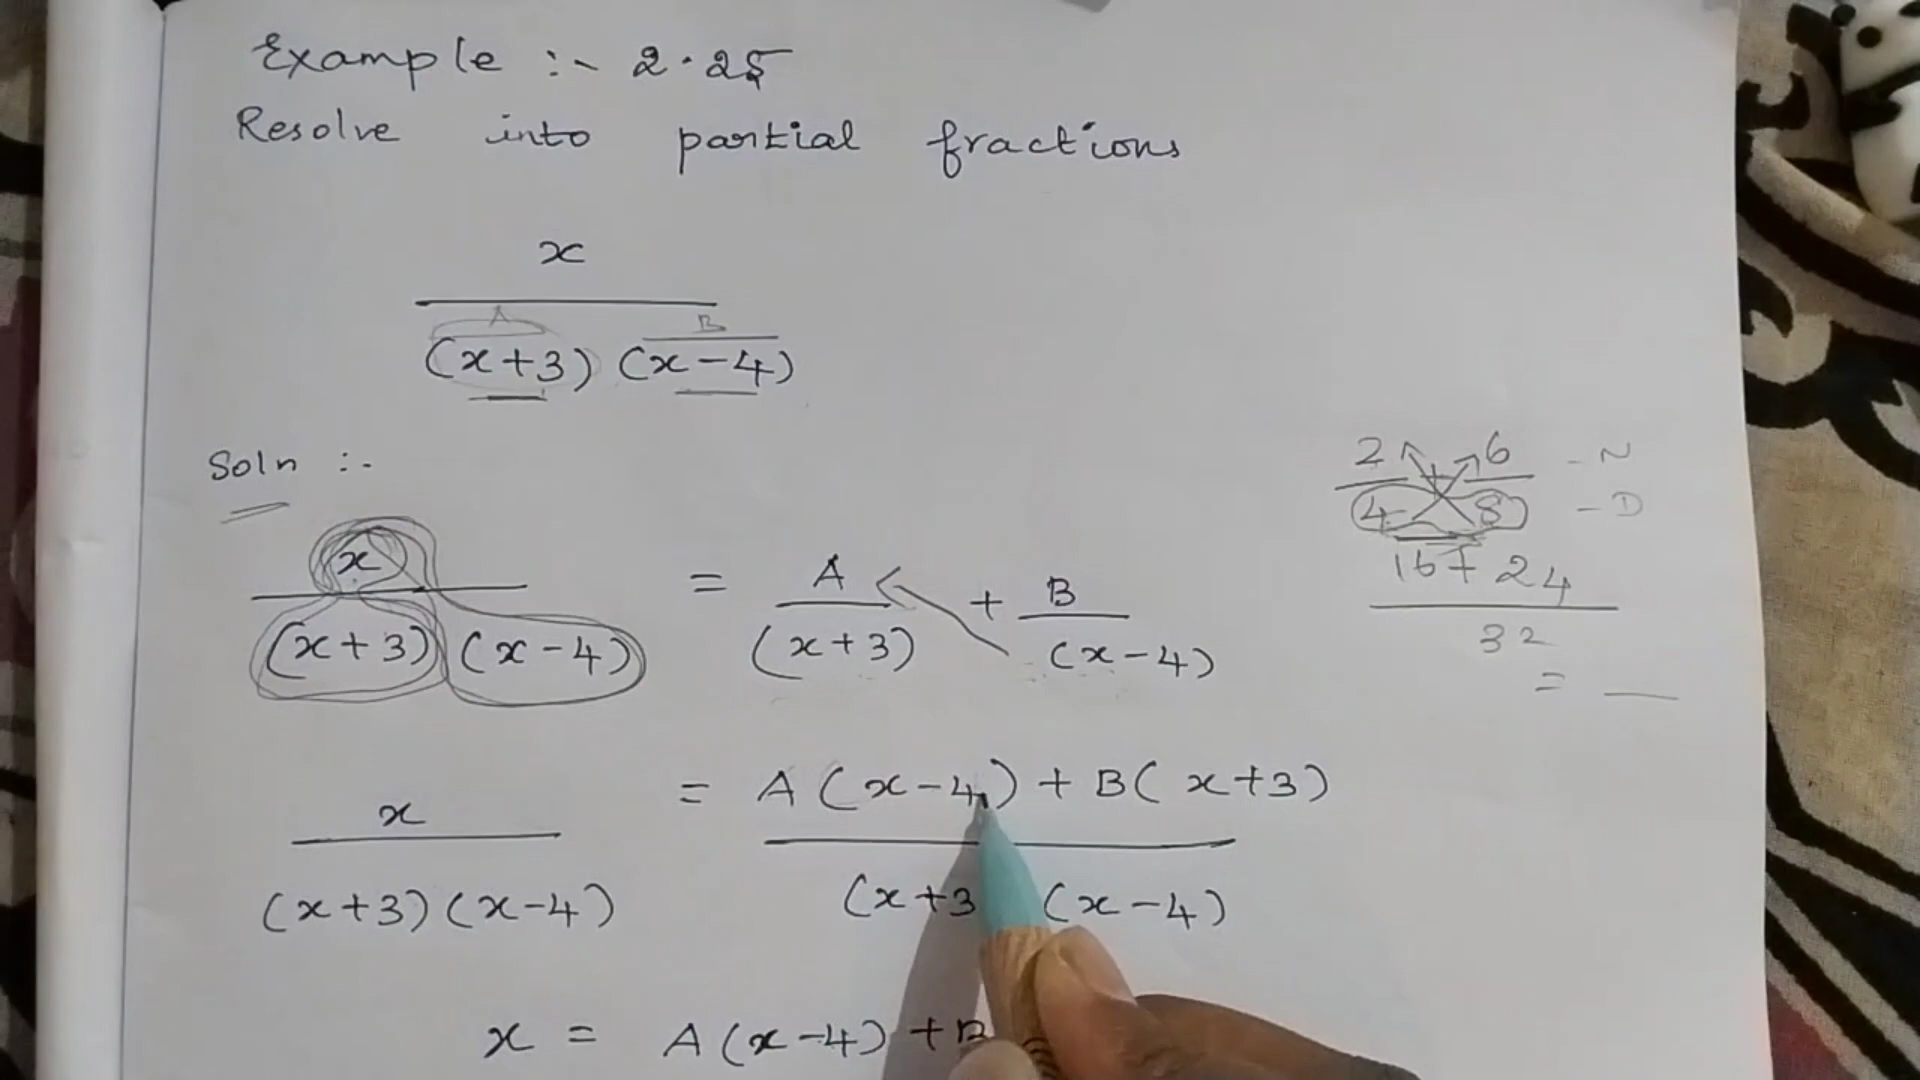 Example :- 2.25
Resolve into partial fractions
x
A B
(x+3) (x-4)
Soln :-
x = A + B
(x+3) (x-4) (x+3) (x-4)
x = A (x-4) + B( x+3)
(x+3) (x-4) (x+3 (x-4)
x = A (x-4) +B
2 + 6 - N
4 8 - D
16 + 24
32
= __